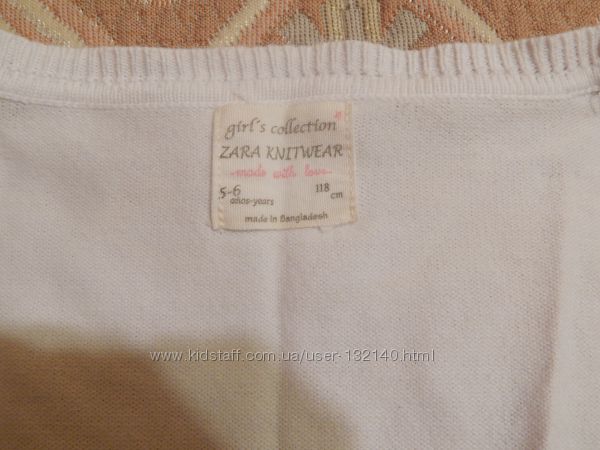 girl's collection
ZARA KNITWEAR
-made with love-
5-6 118
años-years cm
made in Bangladesh
www.kidstaff.com.ua/user-132140.html